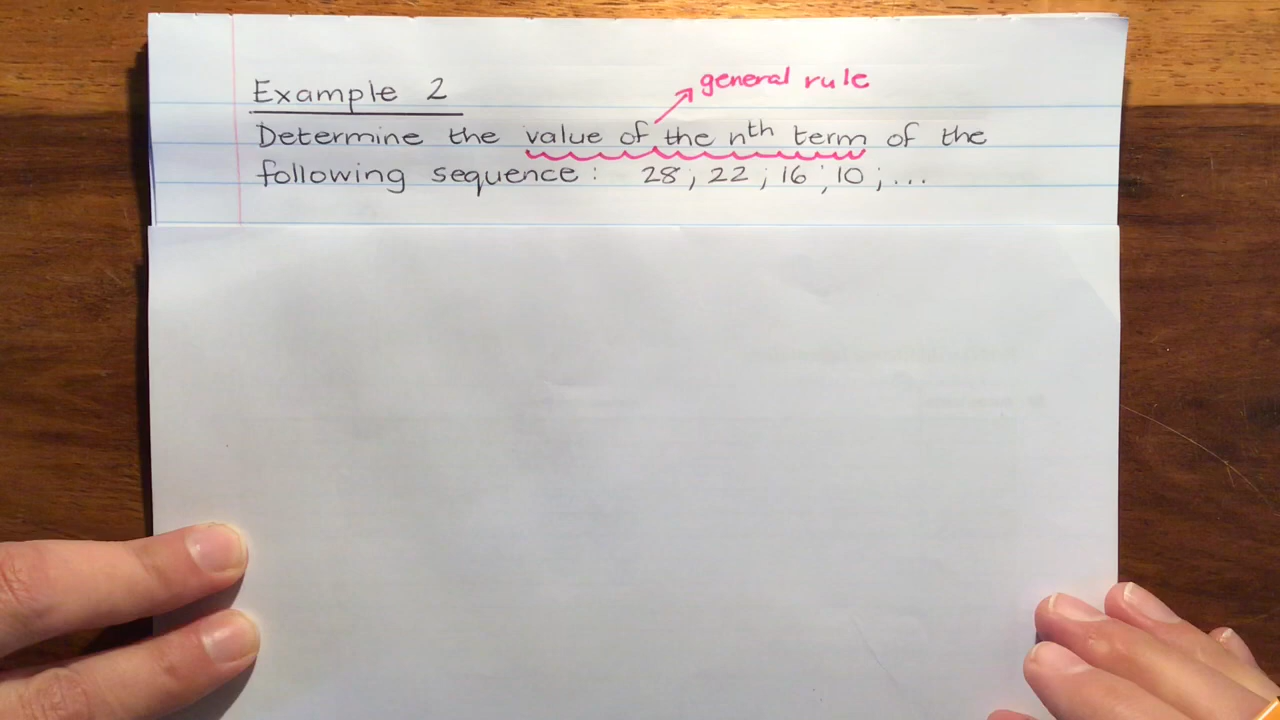 general rule
Example 2
Determine the value of the nth term of the
following sequence : 28 ; 22 ; 16 ; 10 ; ...